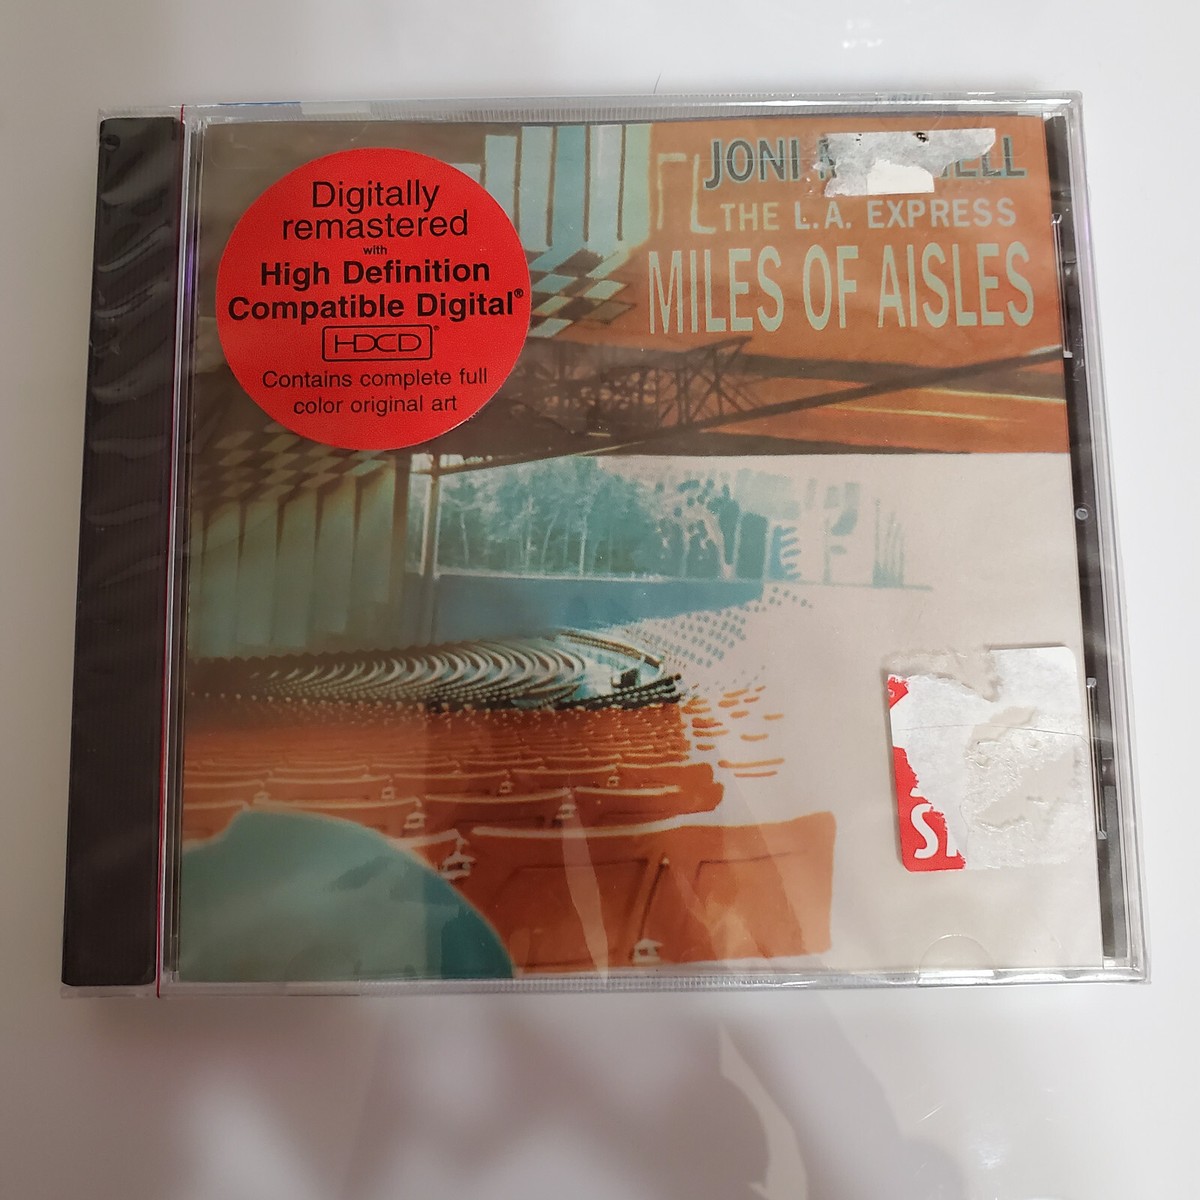 Digitally
remastered
with
High Definition
Compatible Digital®
HDCD®
Contains complete full
color original art
JONI
THE L.A. EXPRESS
MILES OF AISLES